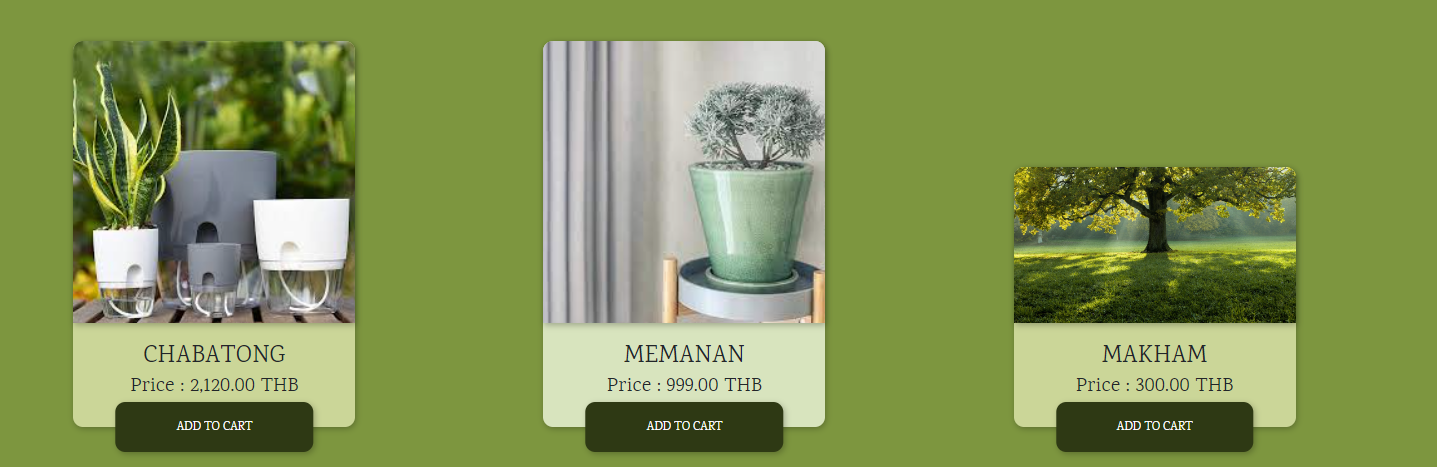 CHABATONG
Price : 2,120.00 THB
ADD TO CART
MEMANAN
Price : 999.00 THB
ADD TO CART
MAKHAM
Price : 300.00 THB
ADD TO CART